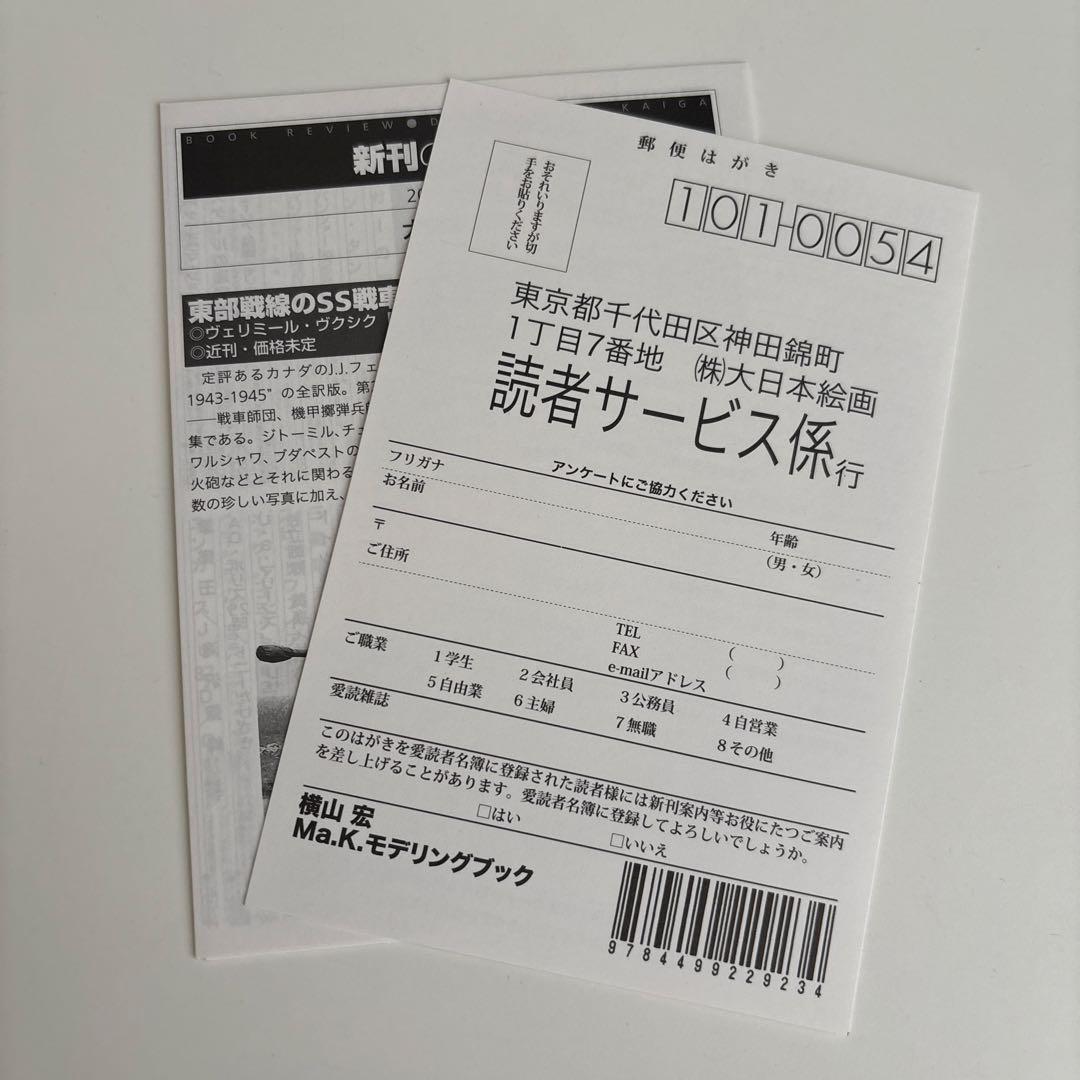 BOOK REVIEW●D
KAIGA
新刊
20
東部戦線のSS戦車
◎ヴェリミール・ヴクシク
◎近刊・価格未定
定評あるカナダのJ.J.フェ
1943-1945”の全訳版。第
――戦車師団、機甲擲弾兵
集である。ジトーミル、チェ
ワルシャワ、ブダペストの
火砲などとそれに関わる
数の珍しい写真に加え、
郵便はがき
おそれいりますが切
手をお貼りください
101-0054
東京都千代田区神田錦町
1丁目7番地 ㈱大日本絵画
読者サービス係行
アンケートにご協力ください
フリガナ
お名前
年齢
(男・女)
〒
ご住所
TEL ( )
FAX ( )
e-mailアドレス
ご職業
1学生 2会社員 3公務員 4自営業
5自由業 6主婦 7無職 8その他
愛読雑誌
このはがきを愛読者名簿に登録された読者様には新刊案内等お役にたつご案内
を差し上げることがあります。愛読者名簿に登録してよろしいでしょうか。
□はい □いいえ
横山 宏
Ma.K.モデリングブック
9784499229234